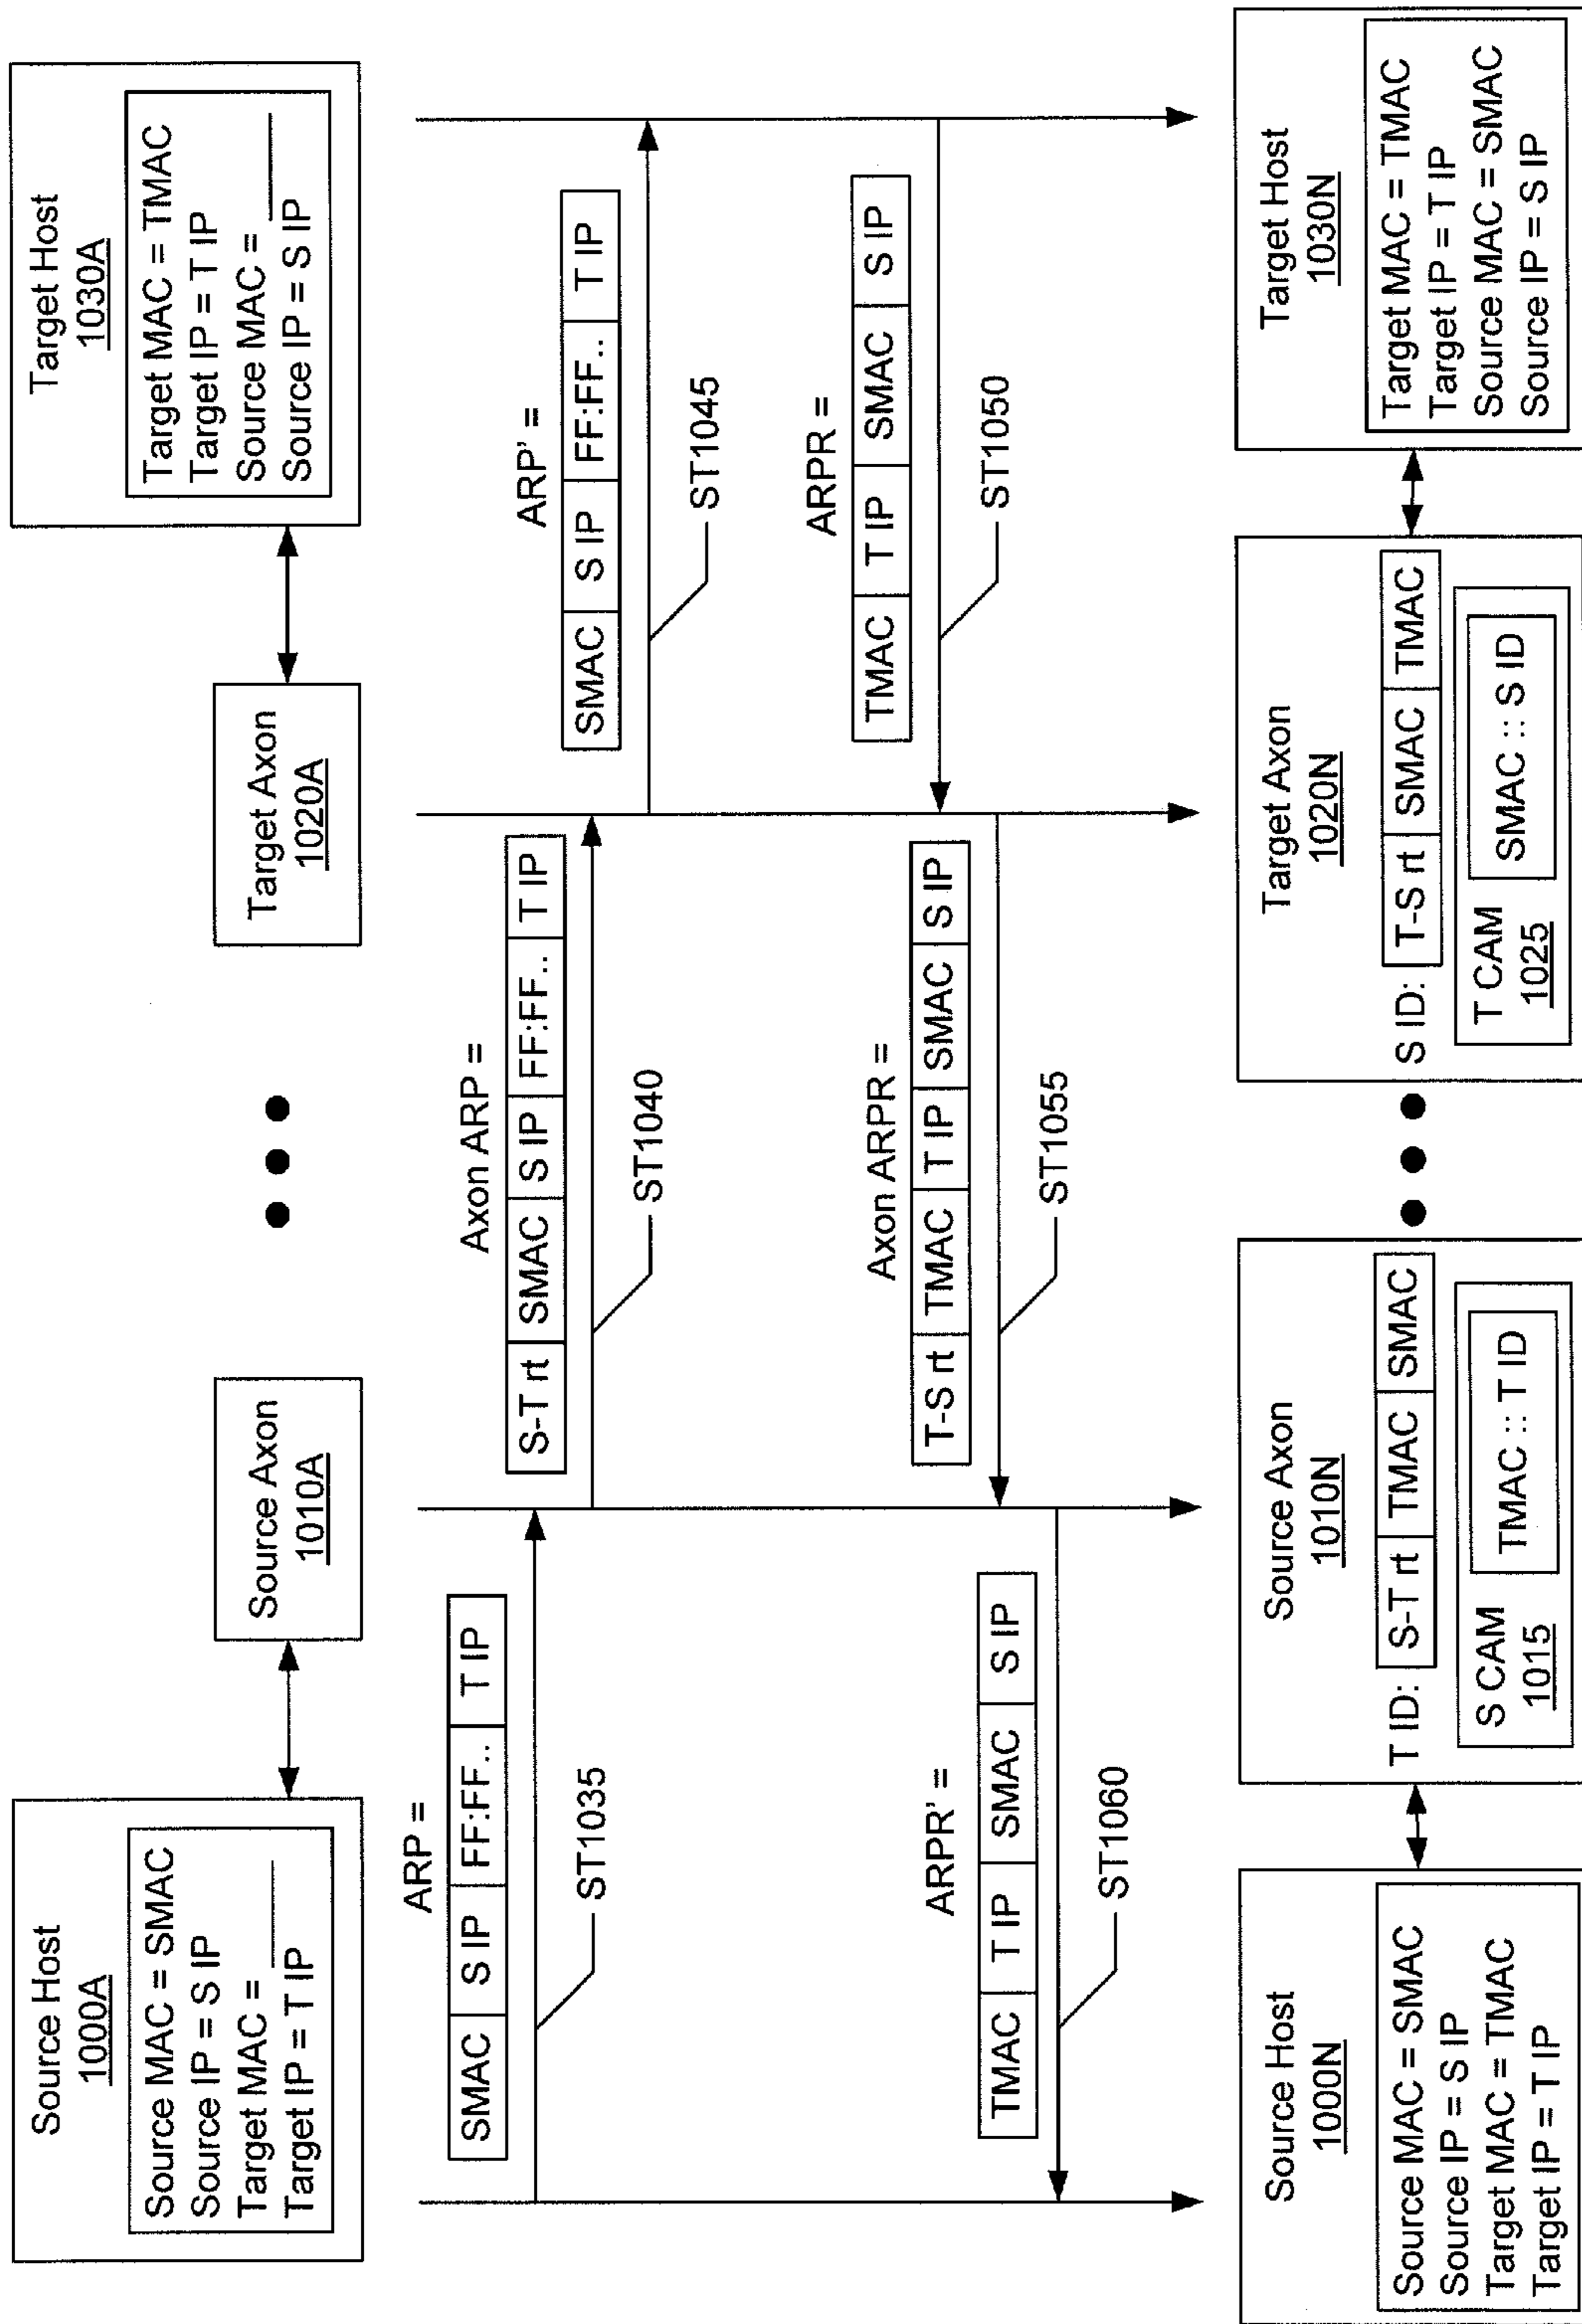 Source Host
1000A
Source MAC = SMAC
Source IP = S IP
Target MAC = ____
Target IP = T IP
Source Axon
1010A
Target Axon
1020A
Target Host
1030A
Target MAC = TMAC
Target IP = T IP
Source MAC = ____
Source IP = S IP
ARP =
SMAC S IP FF:FF.. T IP
ST1035
Axon ARP =
S-T rt SMAC S IP FF:FF.. T IP
ST1040
ARP' =
SMAC S IP FF:FF.. T IP
ST1045
ARPR =
TMAC T IP SMAC S IP
ST1050
Axon ARPR =
T-S rt TMAC T IP SMAC S IP
ST1055
ARPR' =
TMAC T IP SMAC S IP
ST1060
Source Host
1000N
Source MAC = SMAC
Source IP = S IP
Target MAC = TMAC
Target IP = T IP
Source Axon
1010N
T ID: S-T rt TMAC SMAC
S CAM
1015
TMAC :: T ID
Target Axon
1020N
S ID: T-S rt SMAC TMAC
T CAM
1025
SMAC :: S ID
Target Host
1030N
Target MAC = TMAC
Target IP = T IP
Source MAC = SMAC
Source IP = S IP